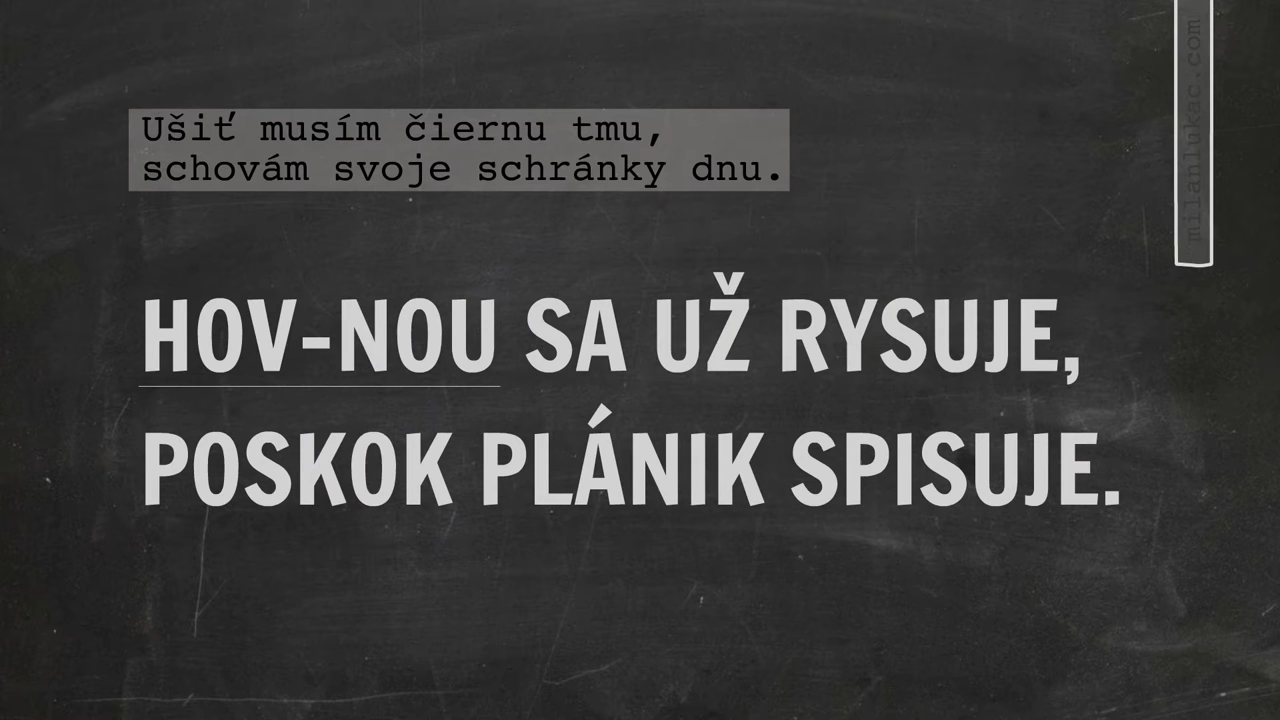 Ušiť musím čiernu tmu,
schovám svoje schránky dnu.
HOV-NOU SA UŽ RYSUJE,
POSKOK PLÁNIK SPISUJE.
milanlukac.com